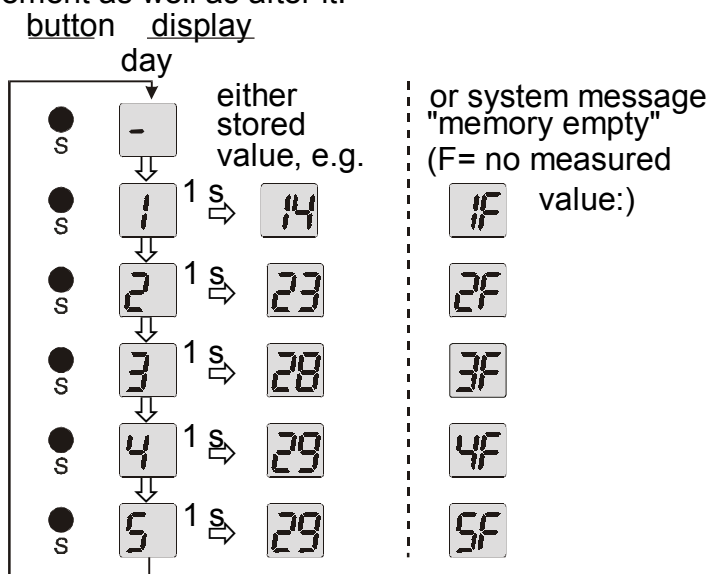 ement as well as after it.
button display
day
either
stored
value, e.g.
or system message
"memory empty"
(F= no measured
value:)
S -
S 1 1 s 14 1F
S 2 1 s 23 2F
S 3 1 s 28 3F
S 4 1 s 29 4F
S 5 1 s 29 5F